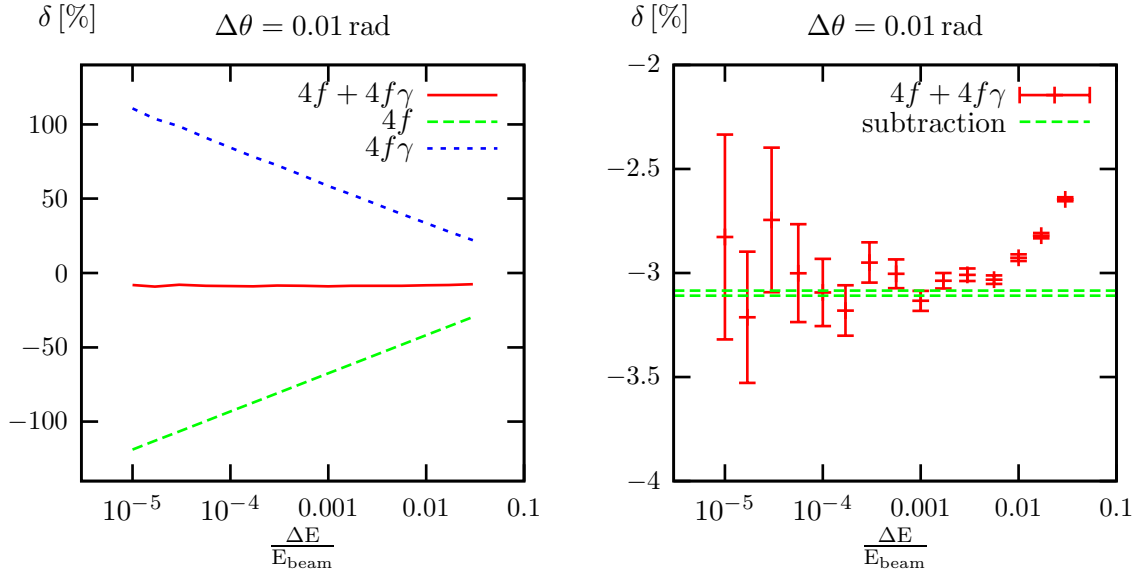 δ [%]
Δθ = 0.01 rad
4f + 4fγ
4f
4fγ
100
50
0
−50
−100
10⁻⁵
10⁻⁴
0.001
0.01
0.1
ΔE
E_beam
δ [%]
Δθ = 0.01 rad
4f + 4fγ
subtraction
−2
−2.5
−3
−3.5
−4
10⁻⁵
10⁻⁴
0.001
0.01
0.1
ΔE
E_beam